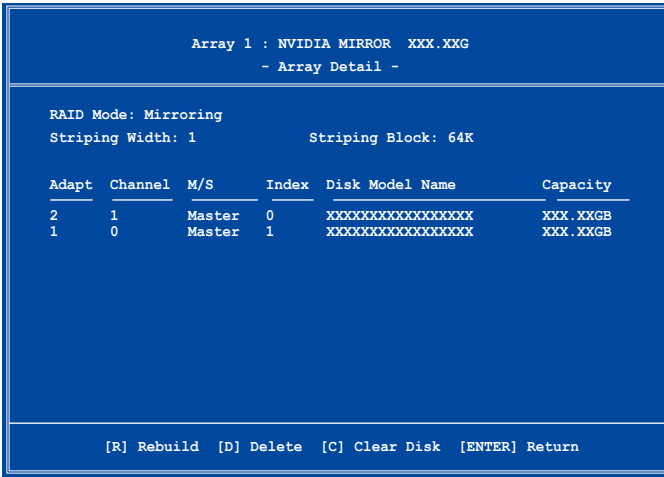 Array 1 : NVIDIA MIRROR XXX.XXG
- Array Detail -
RAID Mode: Mirroring
Striping Width: 1 Striping Block: 64K
Adapt Channel M/S Index Disk Model Name Capacity
2 1 Master 0 XXXXXXXXXXXXXXXXX XXX.XXGB
1 0 Master 1 XXXXXXXXXXXXXXXXX XXX.XXGB
[R] Rebuild [D] Delete [C] Clear Disk [ENTER] Return